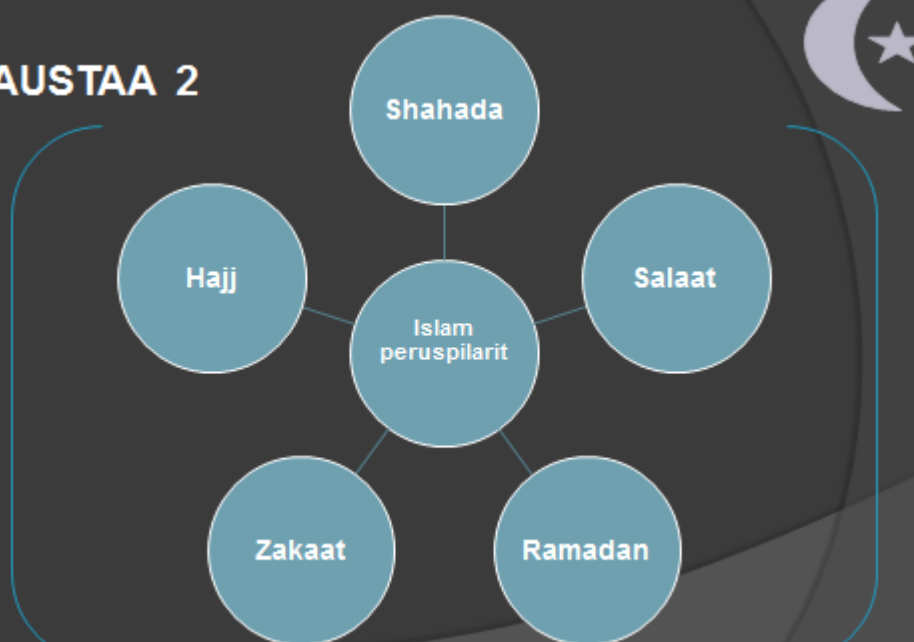 AUSTAA 2
Shahada
Hajj
Salaat
Islam
peruspilarit
Zakaat
Ramadan